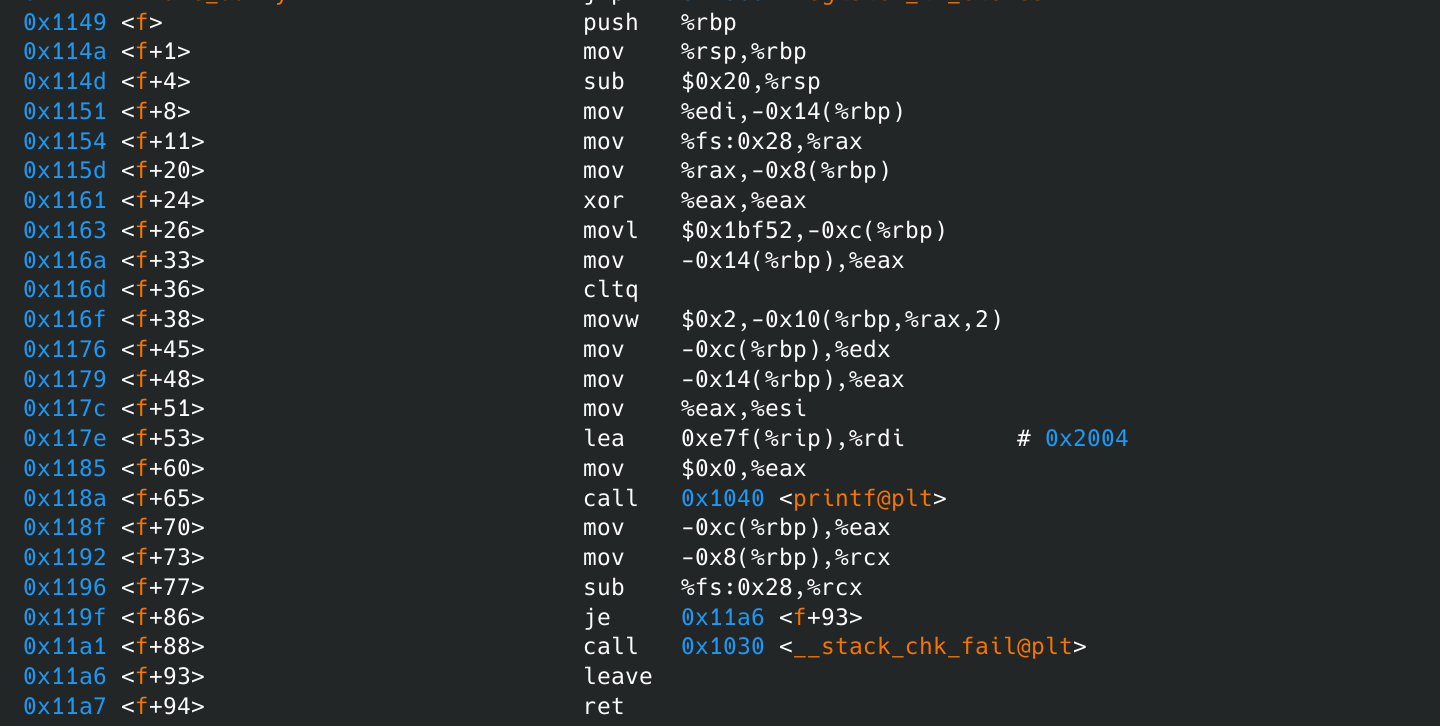 0x1149 <f> push %rbp
0x114a <f+1> mov %rsp,%rbp
0x114d <f+4> sub $0x20,%rsp
0x1151 <f+8> mov %edi,-0x14(%rbp)
0x1154 <f+11> mov %fs:0x28,%rax
0x115d <f+20> mov %rax,-0x8(%rbp)
0x1161 <f+24> xor %eax,%eax
0x1163 <f+26> movl $0x1bf52,-0xc(%rbp)
0x116a <f+33> mov -0x14(%rbp),%eax
0x116d <f+36> cltq
0x116f <f+38> movw $0x2,-0x10(%rbp,%rax,2)
0x1176 <f+45> mov -0xc(%rbp),%edx
0x1179 <f+48> mov -0x14(%rbp),%eax
0x117c <f+51> mov %eax,%esi
0x117e <f+53> lea 0xe7f(%rip),%rdi # 0x2004
0x1185 <f+60> mov $0x0,%eax
0x118a <f+65> call 0x1040 <printf@plt>
0x118f <f+70> mov -0xc(%rbp),%eax
0x1192 <f+73> mov -0x8(%rbp),%rcx
0x1196 <f+77> sub %fs:0x28,%rcx
0x119f <f+86> je 0x11a6 <f+93>
0x11a1 <f+88> call 0x1030 <__stack_chk_fail@plt>
0x11a6 <f+93> leave
0x11a7 <f+94> ret